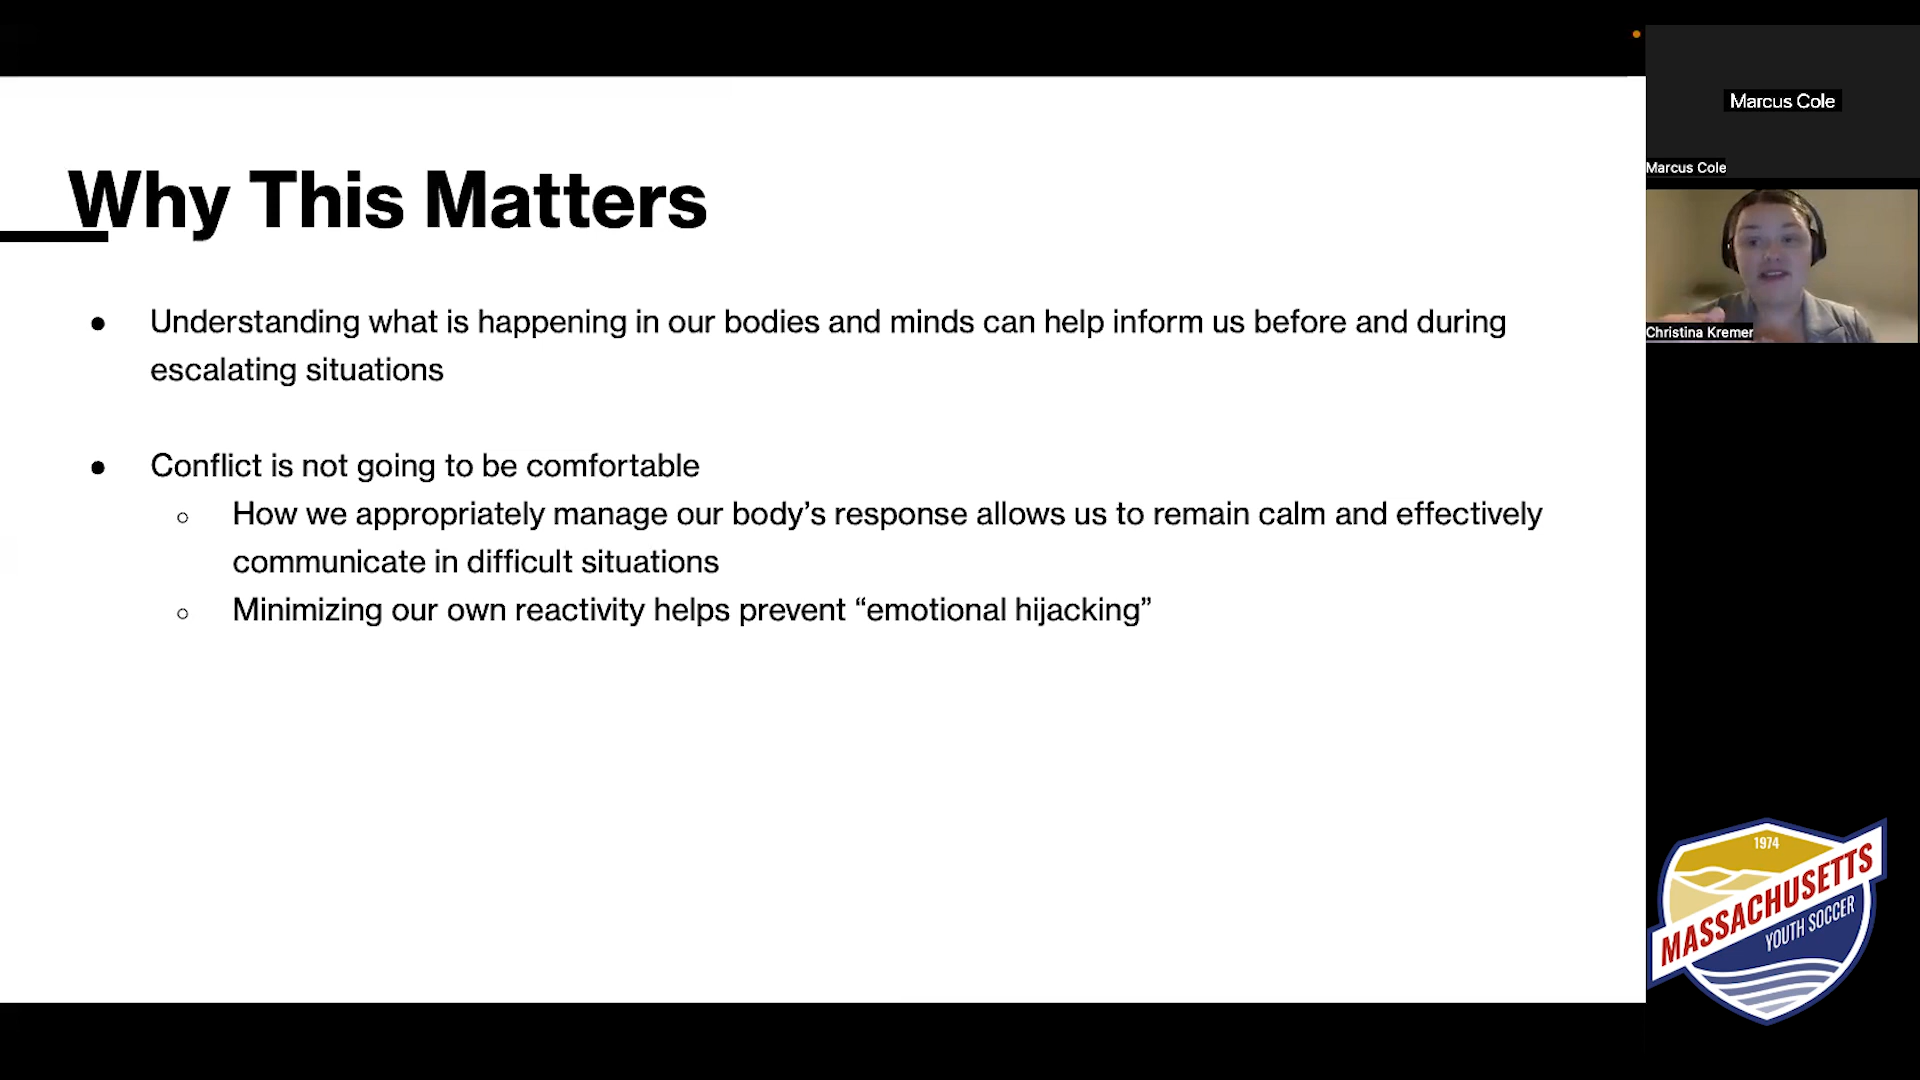 Why This Matters
● Understanding what is happening in our bodies and minds can help inform us before and during
escalating situations
● Conflict is not going to be comfortable
○ How we appropriately manage our body’s response allows us to remain calm and effectively
communicate in difficult situations
○ Minimizing our own reactivity helps prevent “emotional hijacking”
Marcus Cole
Marcus Cole
Christina Kremer
1974
MASSACHUSETTS
YOUTH SOCCER